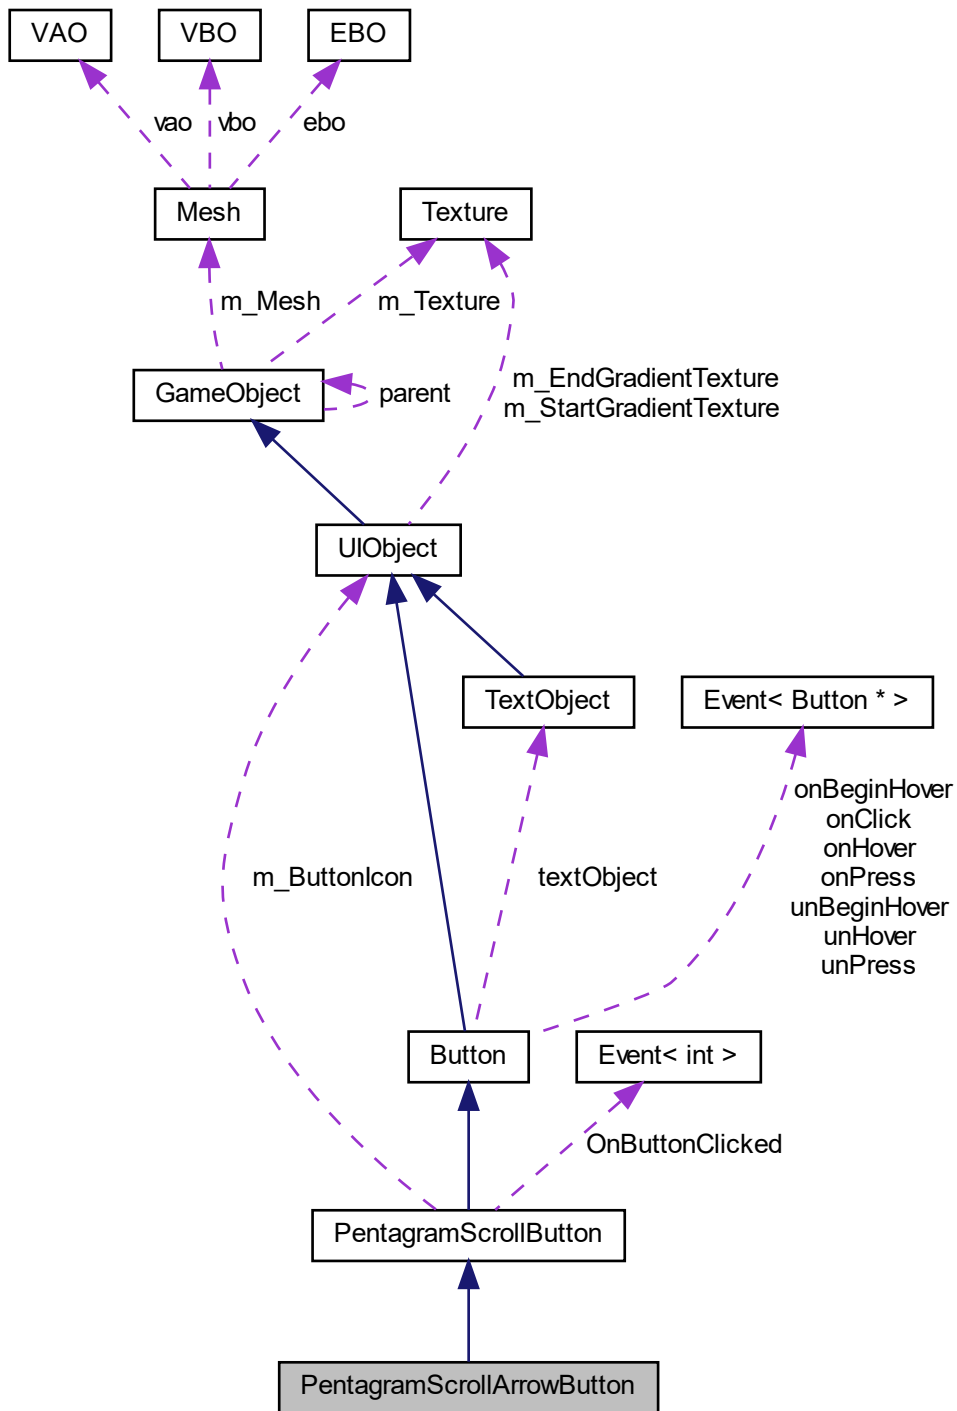 VAO
VBO
EBO
vao
vbo
ebo
Mesh
Texture
m_Mesh
m_Texture
GameObject
parent
m_EndGradientTexture
m_StartGradientTexture
UIObject
TextObject
Event< Button * >
onBeginHover
onClick
onHover
onPress
unBeginHover
unHover
unPress
m_ButtonIcon
textObject
Button
Event< int >
OnButtonClicked
PentagramScrollButton
PentagramScrollArrowButton